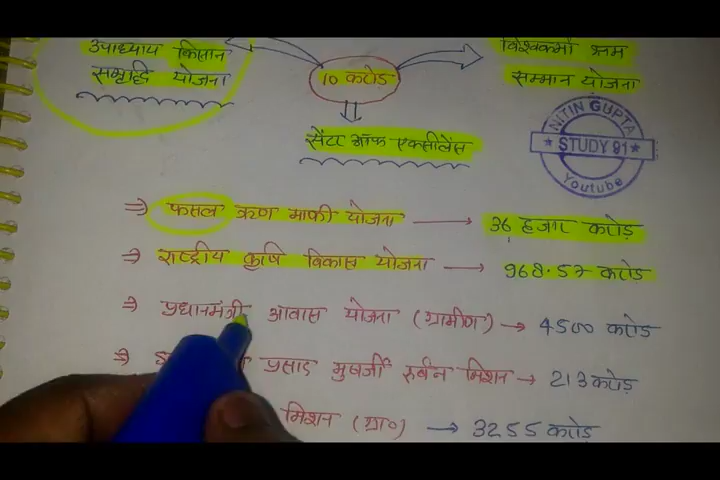 उपाध्याय किसान
समृद्धि योजना
10 करोड़
विश्वकर्मा श्रम
सम्मान योजना
सेंटर ऑफ एक्सीलेंस
NITIN GUPTA
★ STUDY 91 ★
Youtube
⇒ फसल ऋण माफी योजना → 36 हजार करोड़
⇒ राष्ट्रीय कृषि विकास योजना → 968.57 करोड़
⇒ प्रधानमंत्री आवास योजना (ग्रामीण) → 4500 करोड़
⇒ प्रसाद मुखर्जी रुर्बन मिशन → 213 करोड़
मिशन (ग्रा०) → 3255 करोड़